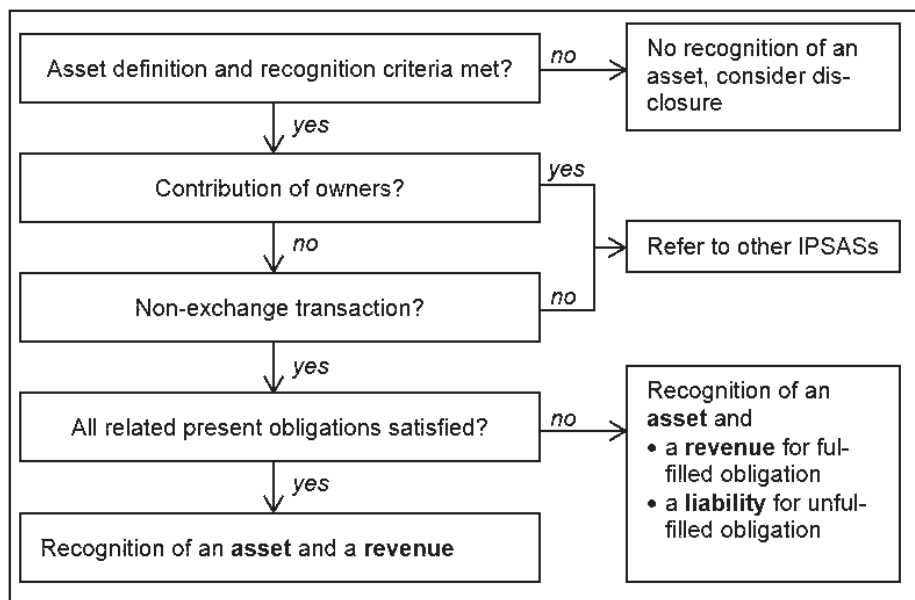 Asset definition and recognition criteria met?
no
No recognition of an
asset, consider dis-
closure
yes
Contribution of owners?
yes
no
Refer to other IPSASs
Non-exchange transaction?
no
yes
All related present obligations satisfied?
no
Recognition of an
asset and
• a revenue for ful-
filled obligation
• a liability for unful-
filled obligation
yes
Recognition of an asset and a revenue